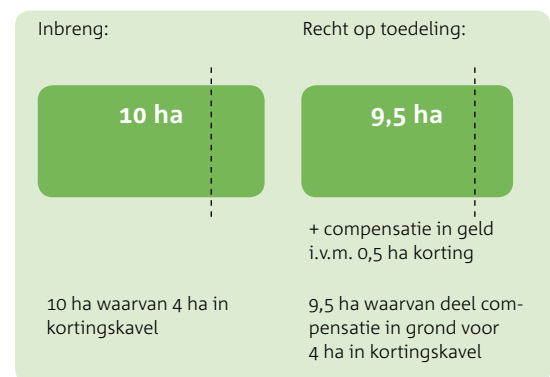 Inbreng:
10 ha
10 ha waarvan 4 ha in
kortingskavel
Recht op toedeling:
9,5 ha
+ compensatie in geld
i.v.m. 0,5 ha korting
9,5 ha waarvan deel com-
pensatie in grond voor
4 ha in kortingskavel